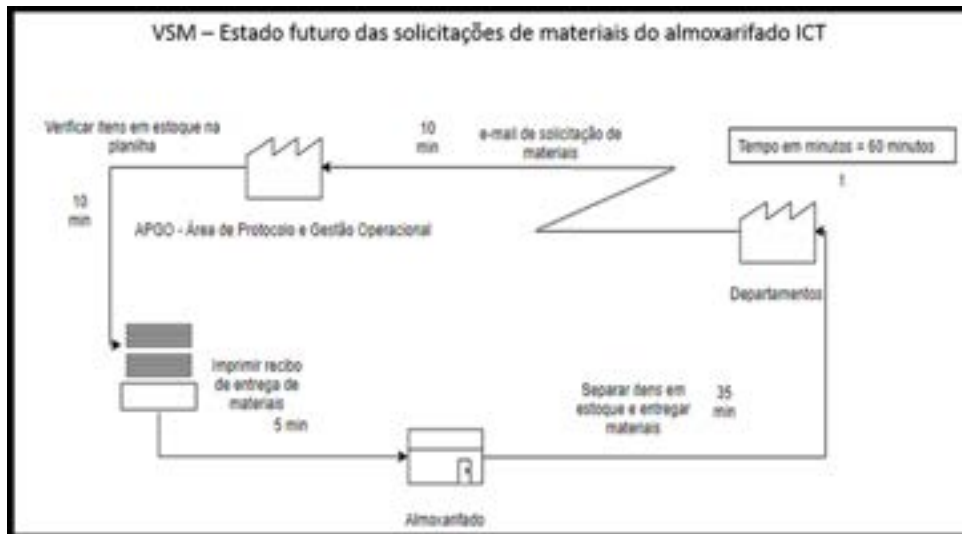 VSM – Estado futuro das solicitações de materiais do almoxarifado ICT
Verificar itens em estoque na
planilha
10
min
e-mail de solicitação de
materiais
Tempo em minutos = 60 minutos
t
10
min
APGO - Área de Protocolo e Gestão Operacional
Departamentos
Imprimir recibo
de entrega de
materiais
5 min
Separar itens em
estoque e entregar
materiais
35
min
Almoxarifado